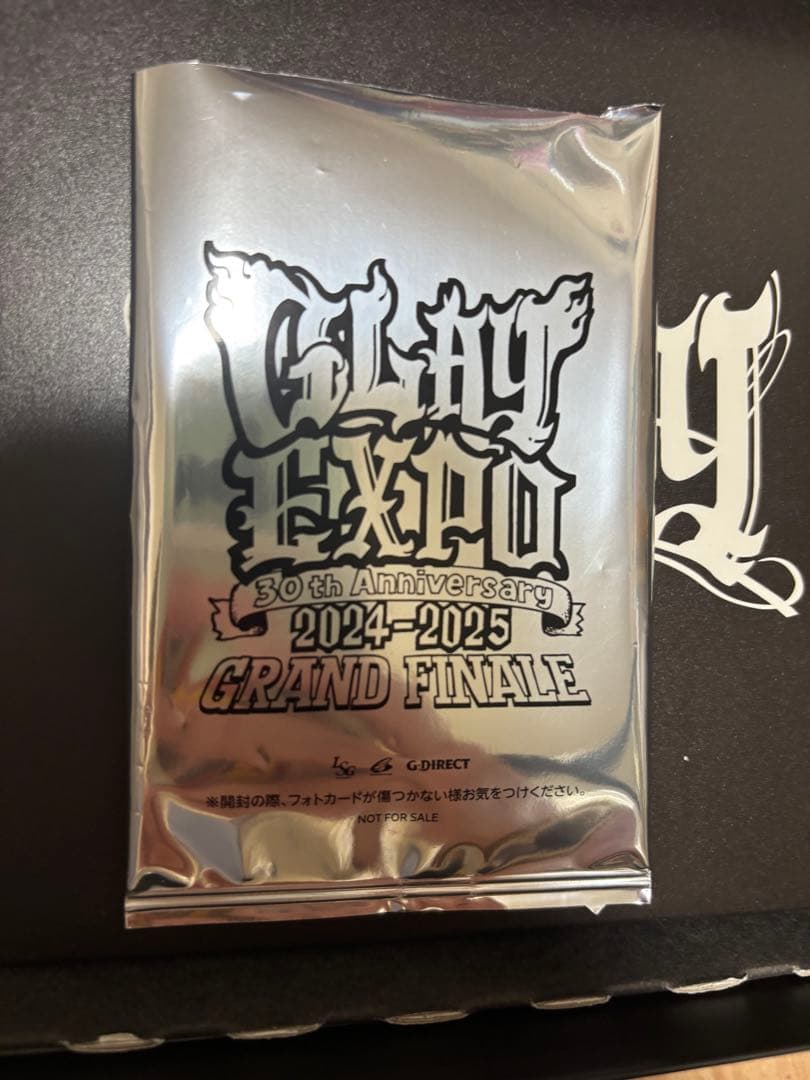 GLAY
EXPO
30th Anniversary
2024-2025
GRAND FINALE
LSG G-DIRECT
※開封の際、フォトカードが傷つかない様お気をつけください。
NOT FOR SALE
y